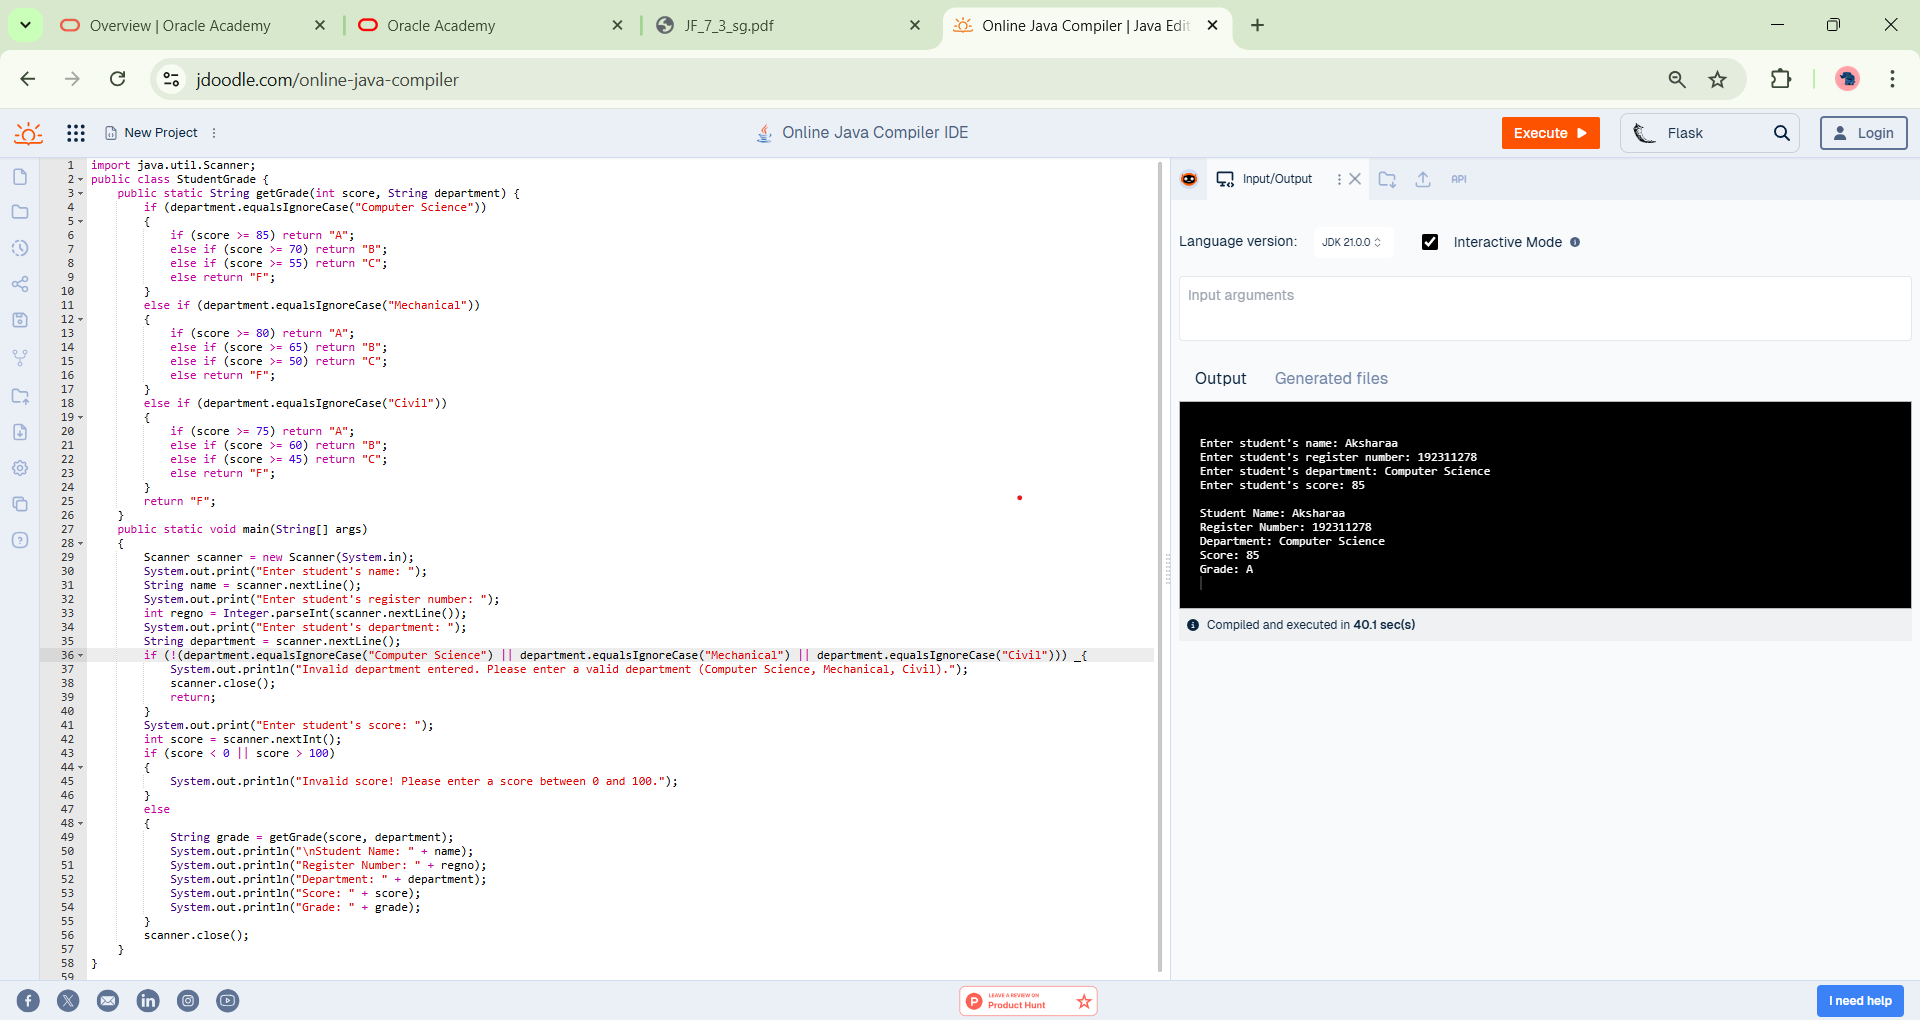 Overview | Oracle Academy
Oracle Academy
JF_7_3_sg.pdf
Online Java Compiler | Java Edit
jdoodle.com/online-java-compiler
New Project
Online Java Compiler IDE
Execute
Flask
Login
1 import java.util.Scanner;
2 public class StudentGrade {
3     public static String getGrade(int score, String department) {
4         if (department.equalsIgnoreCase("Computer Science"))
5         {
6             if (score >= 85) return "A";
7             else if (score >= 70) return "B";
8             else if (score >= 55) return "C";
9             else return "F";
10         }
11         else if (department.equalsIgnoreCase("Mechanical"))
12         {
13             if (score >= 80) return "A";
14             else if (score >= 65) return "B";
15             else if (score >= 50) return "C";
16             else return "F";
17         }
18         else if (department.equalsIgnoreCase("Civil"))
19         {
20             if (score >= 75) return "A";
21             else if (score >= 60) return "B";
22             else if (score >= 45) return "C";
23             else return "F";
24         }
25         return "F";
26     }
27     public static void main(String[] args)
28     {
29         Scanner scanner = new Scanner(System.in);
30         System.out.print("Enter student's name: ");
31         String name = scanner.nextLine();
32         System.out.print("Enter student's register number: ");
33         int regno = Integer.parseInt(scanner.nextLine());
34         System.out.print("Enter student's department: ");
35         String department = scanner.nextLine();
36         if (!(department.equalsIgnoreCase("Computer Science") || department.equalsIgnoreCase("Mechanical") || department.equalsIgnoreCase("Civil"))) _{
37             System.out.println("Invalid department entered. Please enter a valid department (Computer Science, Mechanical, Civil).");
38             scanner.close();
39             return;
40         }
41         System.out.print("Enter student's score: ");
42         int score = scanner.nextInt();
43         if (score < 0 || score > 100)
44         {
45             System.out.println("Invalid score! Please enter a score between 0 and 100.");
46         }
47         else
48         {
49             String grade = getGrade(score, department);
50             System.out.println("\nStudent Name: " + name);
51             System.out.println("Register Number: " + regno);
52             System.out.println("Department: " + department);
53             System.out.println("Score: " + score);
54             System.out.println("Grade: " + grade);
55         }
56         scanner.close();
57     }
58 }
59
Input/Output
API
Language version:
JDK 21.0.0
Interactive Mode
Input arguments
Output
Generated files
Enter student's name: Aksharaa
Enter student's register number: 192311278
Enter student's department: Computer Science
Enter student's score: 85
Student Name: Aksharaa
Register Number: 192311278
Department: Computer Science
Score: 85
Grade: A
Compiled and executed in 40.1 sec(s)
LEAVE A REVIEW ON
Product Hunt
I need help